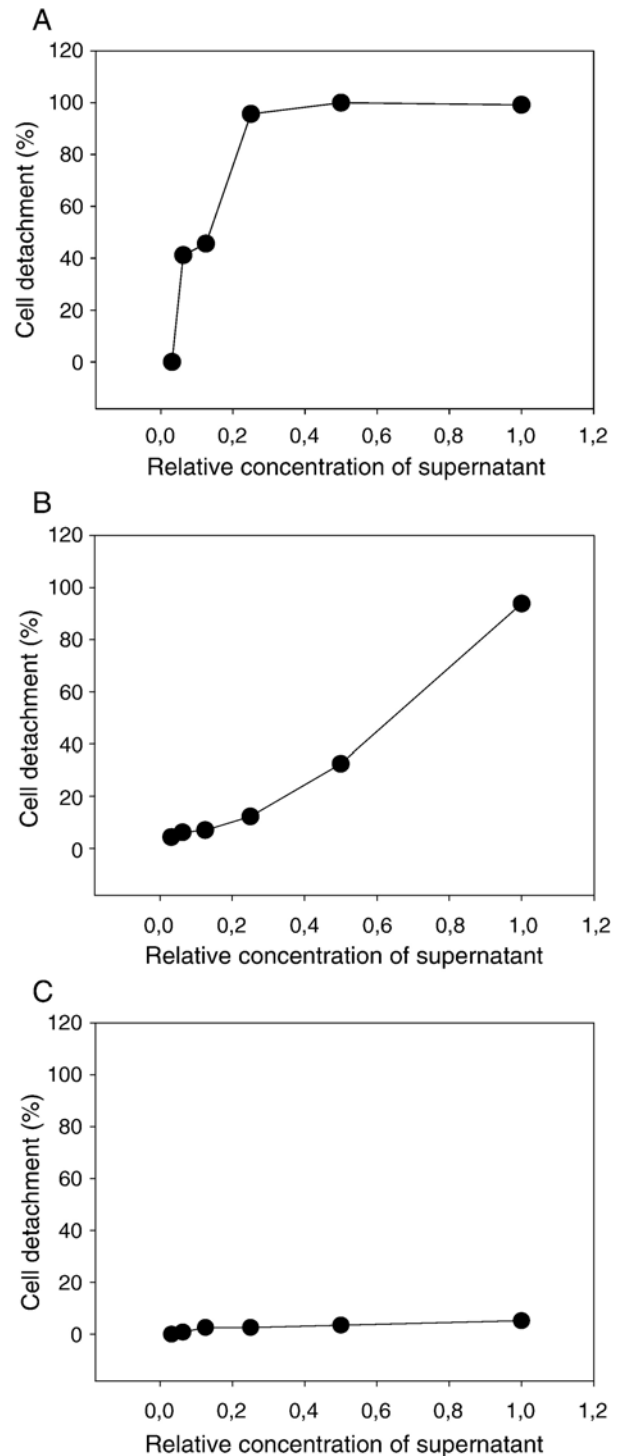 A
120
100
80
60
40
20
0
Cell detachment (%)
0,0 0,2 0,4 0,6 0,8 1,0 1,2
Relative concentration of supernatant
B
120
100
80
60
40
20
0
Cell detachment (%)
0,0 0,2 0,4 0,6 0,8 1,0 1,2
Relative concentration of supernatant
C
120
100
80
60
40
20
0
Cell detachment (%)
0,0 0,2 0,4 0,6 0,8 1,0 1,2
Relative concentration of supernatant